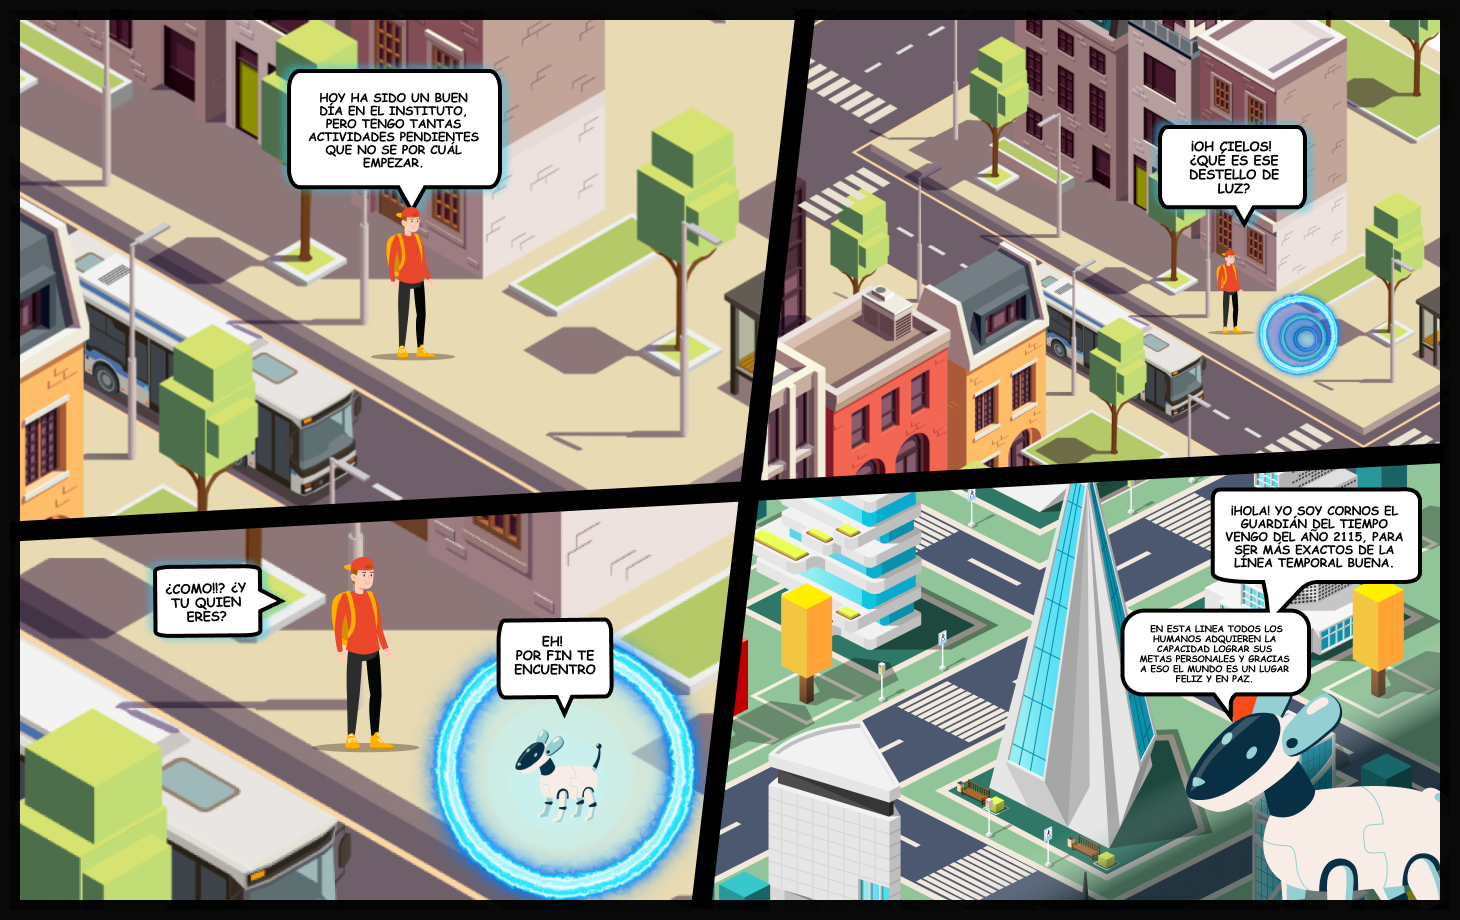 HOY HA SIDO UN BUEN
DÍA EN EL INSTITUTO,
PERO TENGO TANTAS
ACTIVIDADES PENDIENTES
QUE NO SE POR CUÁL
EMPEZAR.
¡OH CIELOS!
¿QUÉ ES ESE
DESTELLO DE
LUZ?
¿COMO!!? ¿Y
TU QUIEN
ERES?
EH!
POR FIN TE
ENCUENTRO
¡HOLA! YO SOY CORNOS EL
GUARDIÁN DEL TIEMPO
VENGO DEL AÑO 2115, PARA
SER MÁS EXACTOS DE LA
LÍNEA TEMPORAL BUENA.
EN ESTA LINEA TODOS LOS
HUMANOS ADQUIEREN LA
CAPACIDAD LOGRAR SUS
METAS PERSONALES Y GRACIAS
A ESO EL MUNDO ES UN LUGAR
FELIZ Y EN PAZ.